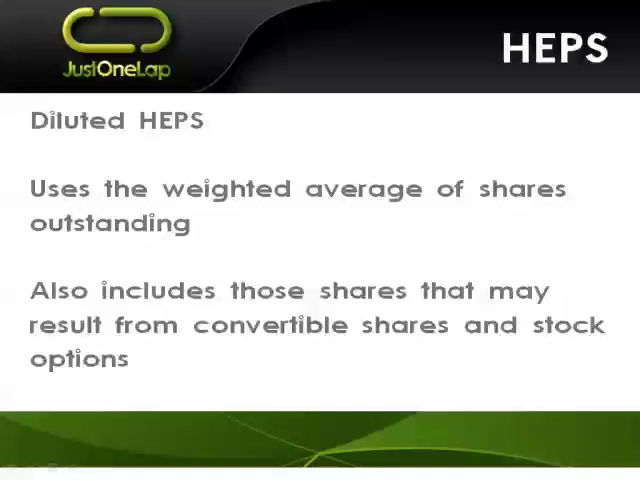 JustOneLap
HEPS
Diluted HEPS
Uses the weighted average of shares
outstanding
Also includes those shares that may
result from convertible shares and stock
options